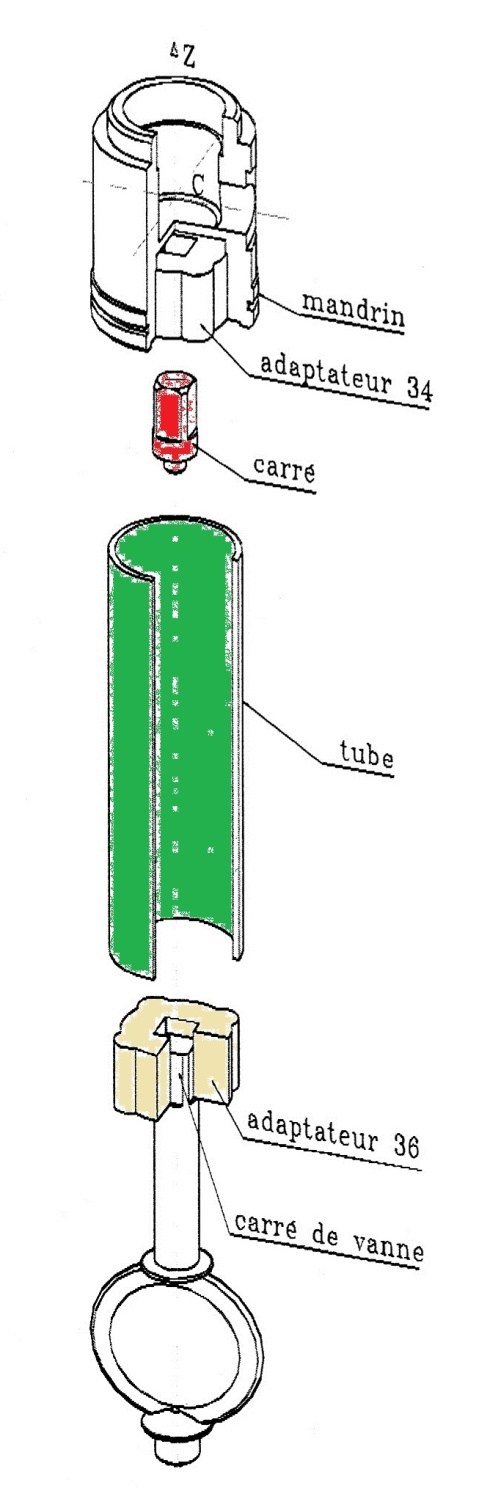 Z
C
mandrin
adaptateur 34
carré
tube
adaptateur 36
carré de vanne